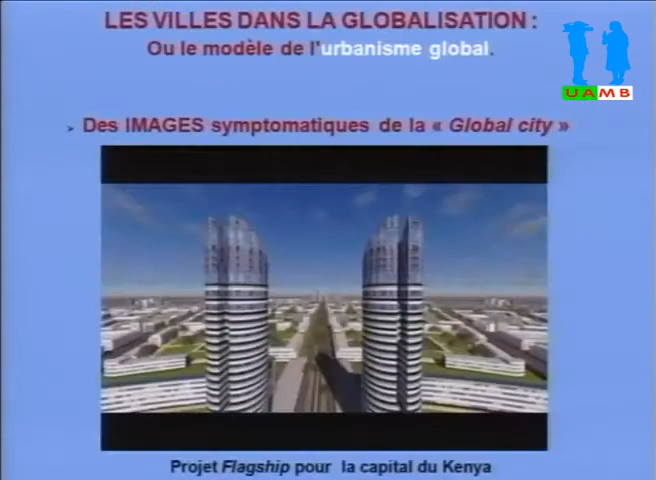 LES VILLES DANS LA GLOBALISATION :
Ou le modèle de l'urbanisme global.
UAMB
➤ Des IMAGES symptomatiques de la « Global city »
Projet Flagship pour la capital du Kenya